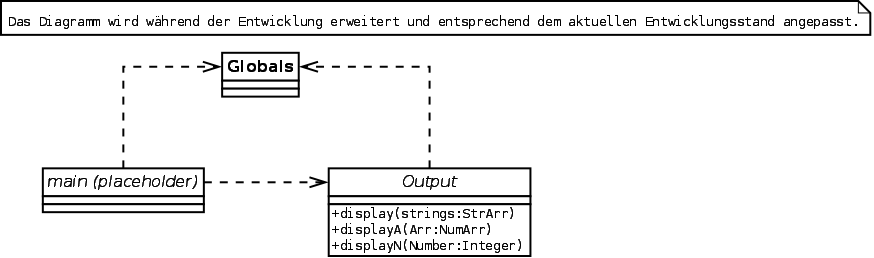 Das Diagramm wird während der Entwicklung erweitert und entsprechend dem aktuellen Entwicklungsstand angepasst.
Globals
main (placeholder)
Output
+display(strings:StrArr)
+displayA(Arr:NumArr)
+displayN(Number:Integer)